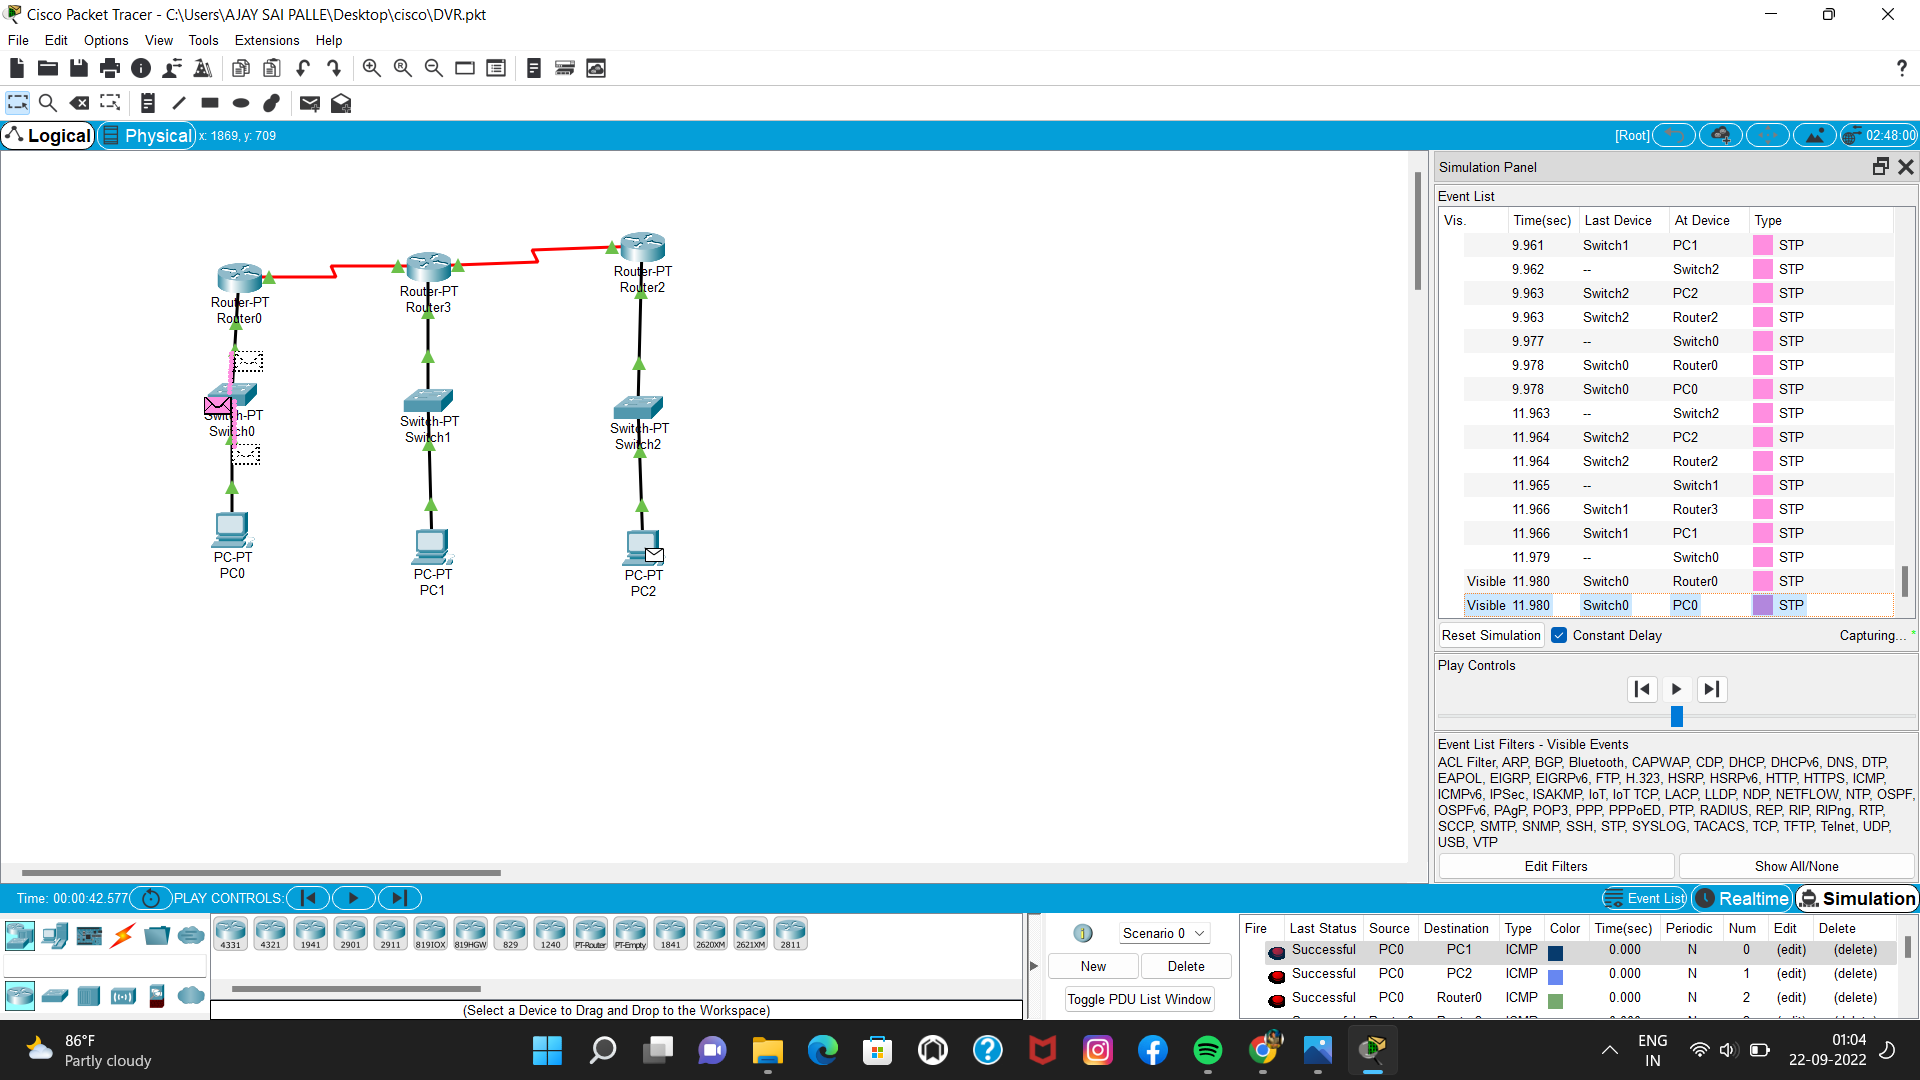 Cisco Packet Tracer - C:\Users\AJAY SAI PALLE\Desktop\cisco\DVR.pkt
File Edit Options View Tools Extensions Help
Logical Physical x: 1869, y: 709 [Root] 02:48:00
Router-PT
Router0
Router-PT
Router3
Router-PT
Router2
Switch-PT
Switch0
Switch-PT
Switch1
Switch-PT
Switch2
PC-PT
PC0
PC-PT
PC1
PC-PT
PC2
Simulation Panel
Event List
Vis. Time(sec) Last Device At Device Type
9.961 Switch1 PC1 STP
9.962 -- Switch2 STP
9.963 Switch2 PC2 STP
9.963 Switch2 Router2 STP
9.977 -- Switch0 STP
9.978 Switch0 Router0 STP
9.978 Switch0 PC0 STP
11.963 -- Switch2 STP
11.964 Switch2 PC2 STP
11.964 Switch2 Router2 STP
11.965 -- Switch1 STP
11.966 Switch1 Router3 STP
11.966 Switch1 PC1 STP
11.979 -- Switch0 STP
Visible 11.980 Switch0 Router0 STP
Visible 11.980 Switch0 PC0 STP
Reset Simulation Constant Delay Capturing... *
Play Controls
Event List Filters - Visible Events
ACL Filter, ARP, BGP, Bluetooth, CAPWAP, CDP, DHCP, DHCPv6, DNS, DTP,
EAPOL, EIGRP, EIGRPv6, FTP, H.323, HSRP, HSRPv6, HTTP, HTTPS, ICMP,
ICMPv6, IPSec, ISAKMP, IoT, IoT TCP, LACP, LLDP, NDP, NETFLOW, NTP, OSPF,
OSPFv6, PAgP, POP3, PPP, PPPoED, PTP, RADIUS, REP, RIP, RIPng, RTP,
SCCP, SMTP, SNMP, SSH, STP, SYSLOG, TACACS, TCP, TFTP, Telnet, UDP,
USB, VTP
Edit Filters Show All/None
Time: 00:00:42.577 PLAY CONTROLS: Event List Realtime Simulation
4331 4321 1941 2901 2911 819IOX 819HGW 829 1240 PT-Router PT-Empty 1841 2620XM 2621XM 2811
(Select a Device to Drag and Drop to the Workspace)
Scenario 0
New Delete
Toggle PDU List Window
Fire Last Status Source Destination Type Color Time(sec) Periodic Num Edit Delete
Successful PC0 PC1 ICMP 0.000 N 0 (edit) (delete)
Successful PC0 PC2 ICMP 0.000 N 1 (edit) (delete)
Successful PC0 Router0 ICMP 0.000 N 2 (edit) (delete)
86°F
Partly cloudy
ENG
IN
01:04
22-09-2022